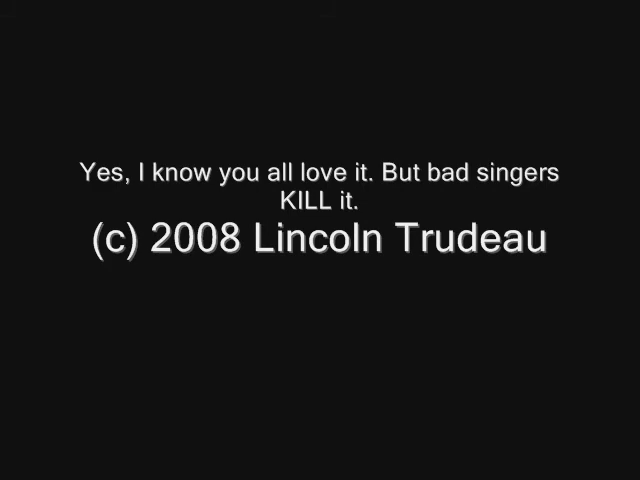 Yes, I know you all love it. But bad singers
KILL it.
(c) 2008 Lincoln Trudeau